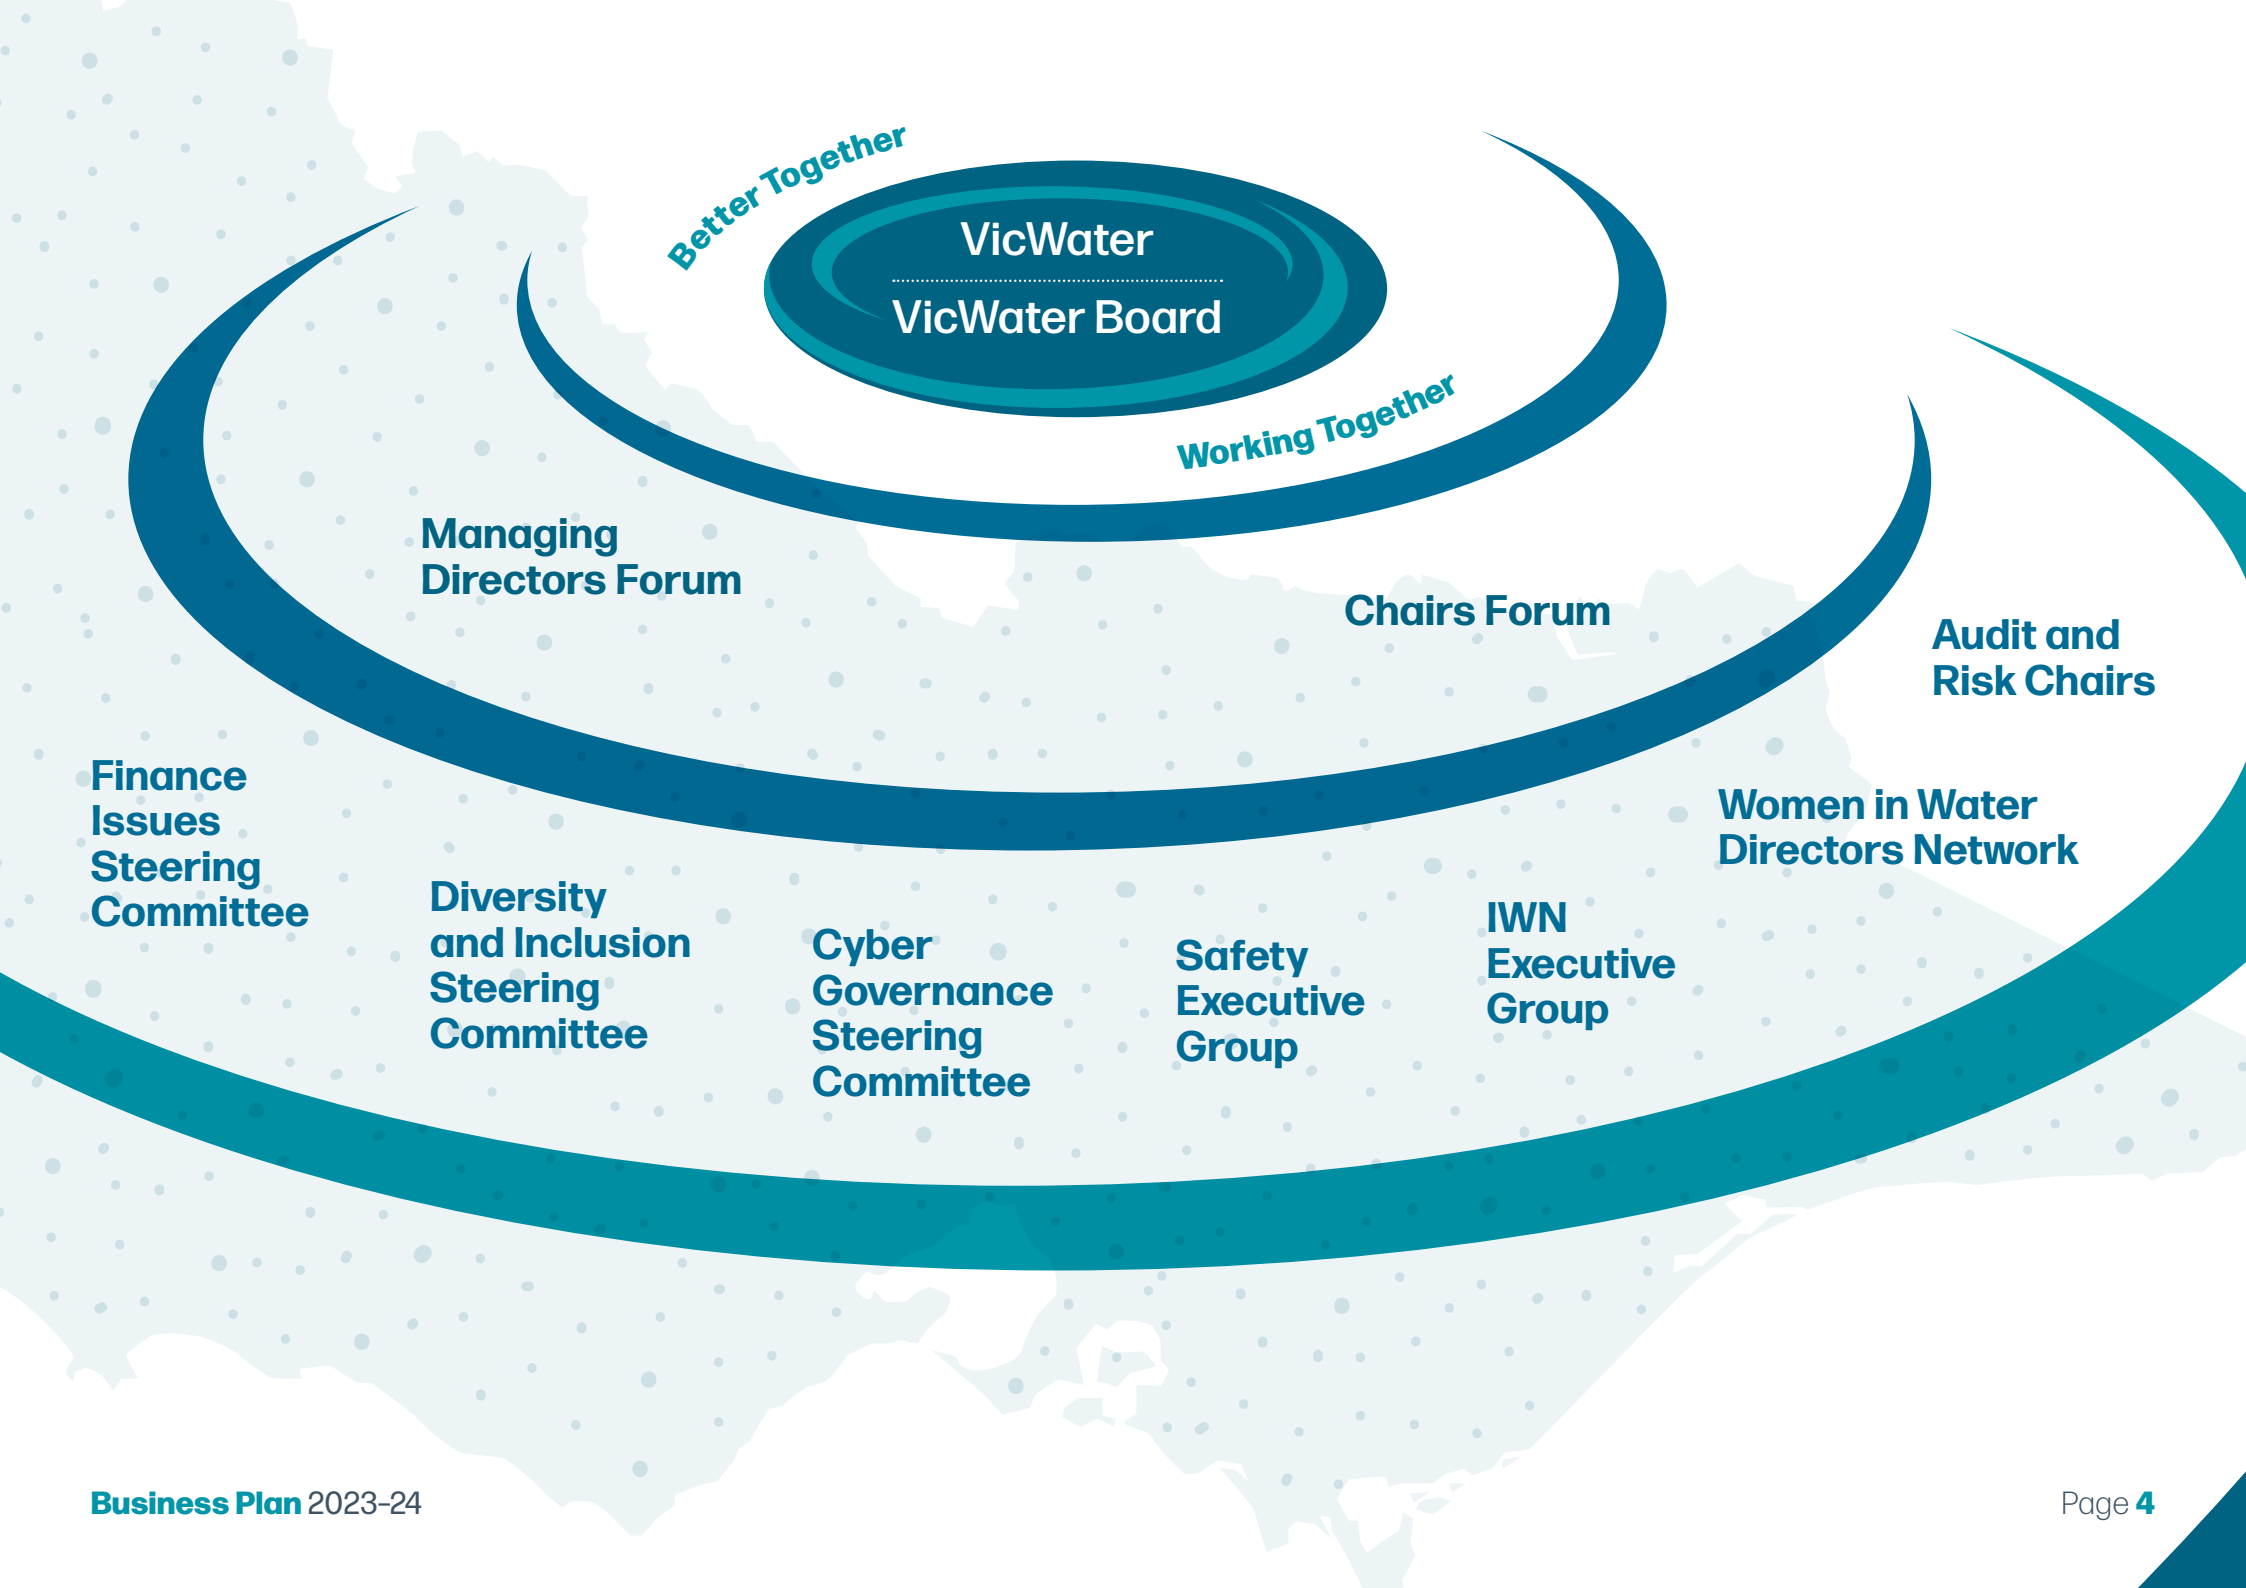 Better Together
VicWater
VicWater Board
Working Together
Managing
Directors Forum
Chairs Forum
Audit and
Risk Chairs
Finance
Issues
Steering
Committee
Women in Water
Directors Network
Diversity
and Inclusion
Steering
Committee
Cyber
Governance
Steering
Committee
Safety
Executive
Group
IWN
Executive
Group
Business Plan 2023-24
Page 4